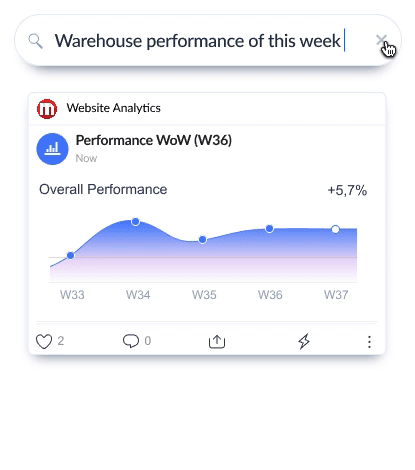 Warehouse performance of this week
Website Analytics
Performance WoW (W36)
Now
Overall Performance +5,7%
W33 W34 W35 W36 W37
2 0